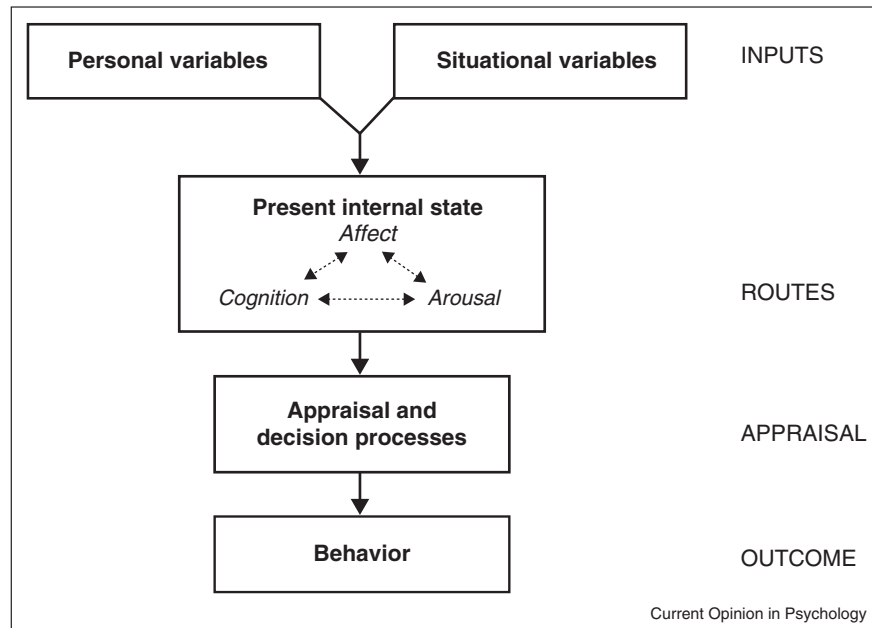 Personal variables
Situational variables
INPUTS
Present internal state
Affect
Cognition
Arousal
ROUTES
Appraisal and
decision processes
APPRAISAL
Behavior
OUTCOME
Current Opinion in Psychology